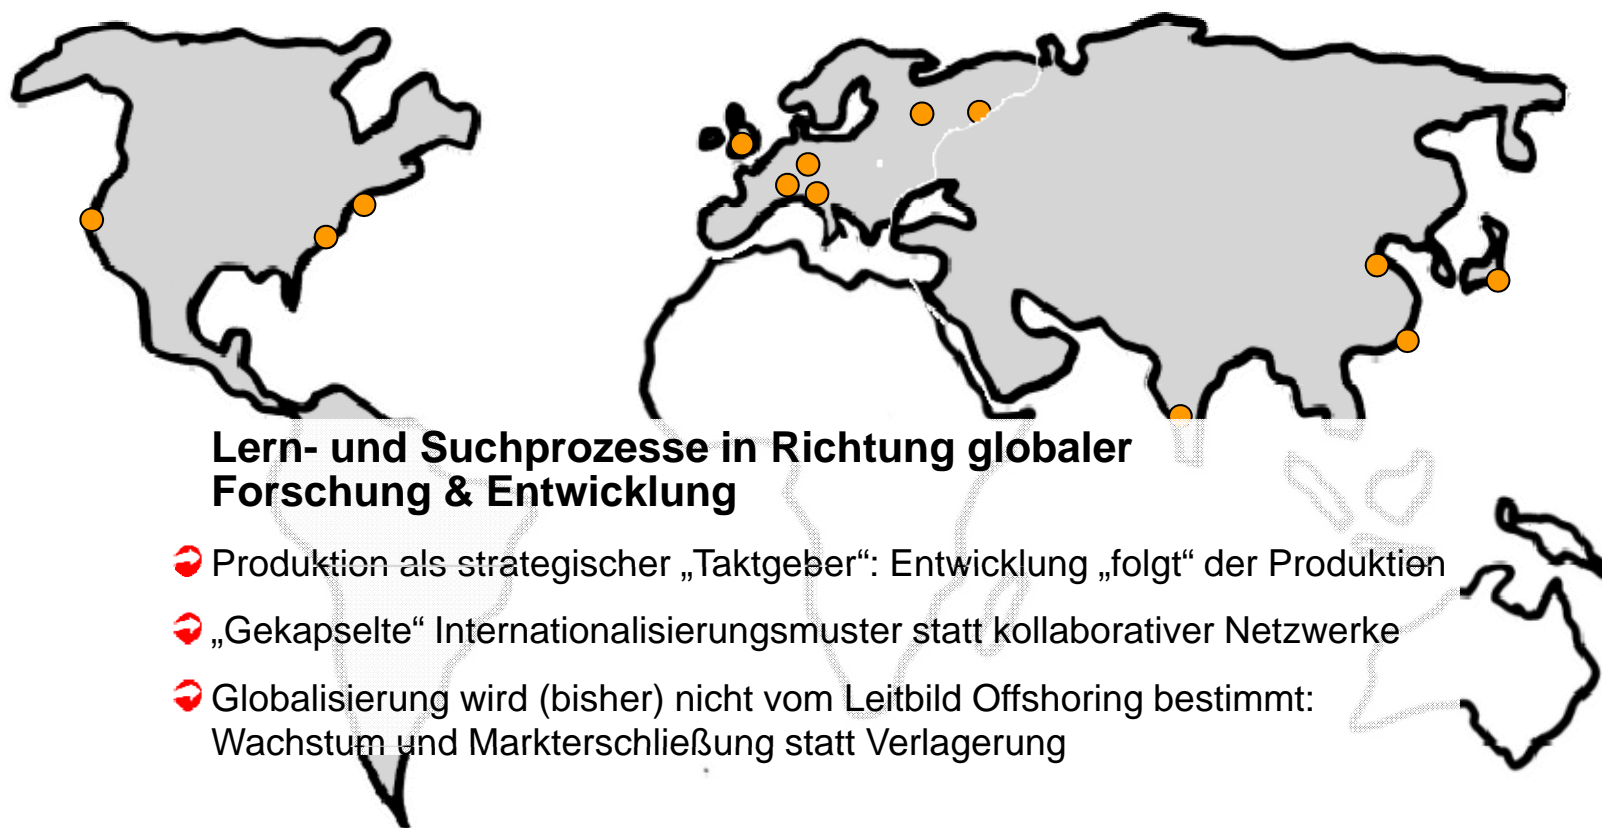 Lern- und Suchprozesse in Richtung globaler
Forschung & Entwicklung
Produktion als strategischer „Taktgeber“: Entwicklung „folgt“ der Produktion
„Gekapselte“ Internationalisierungsmuster statt kollaborativer Netzwerke
Globalisierung wird (bisher) nicht vom Leitbild Offshoring bestimmt:
Wachstum und Markterschließung statt Verlagerung